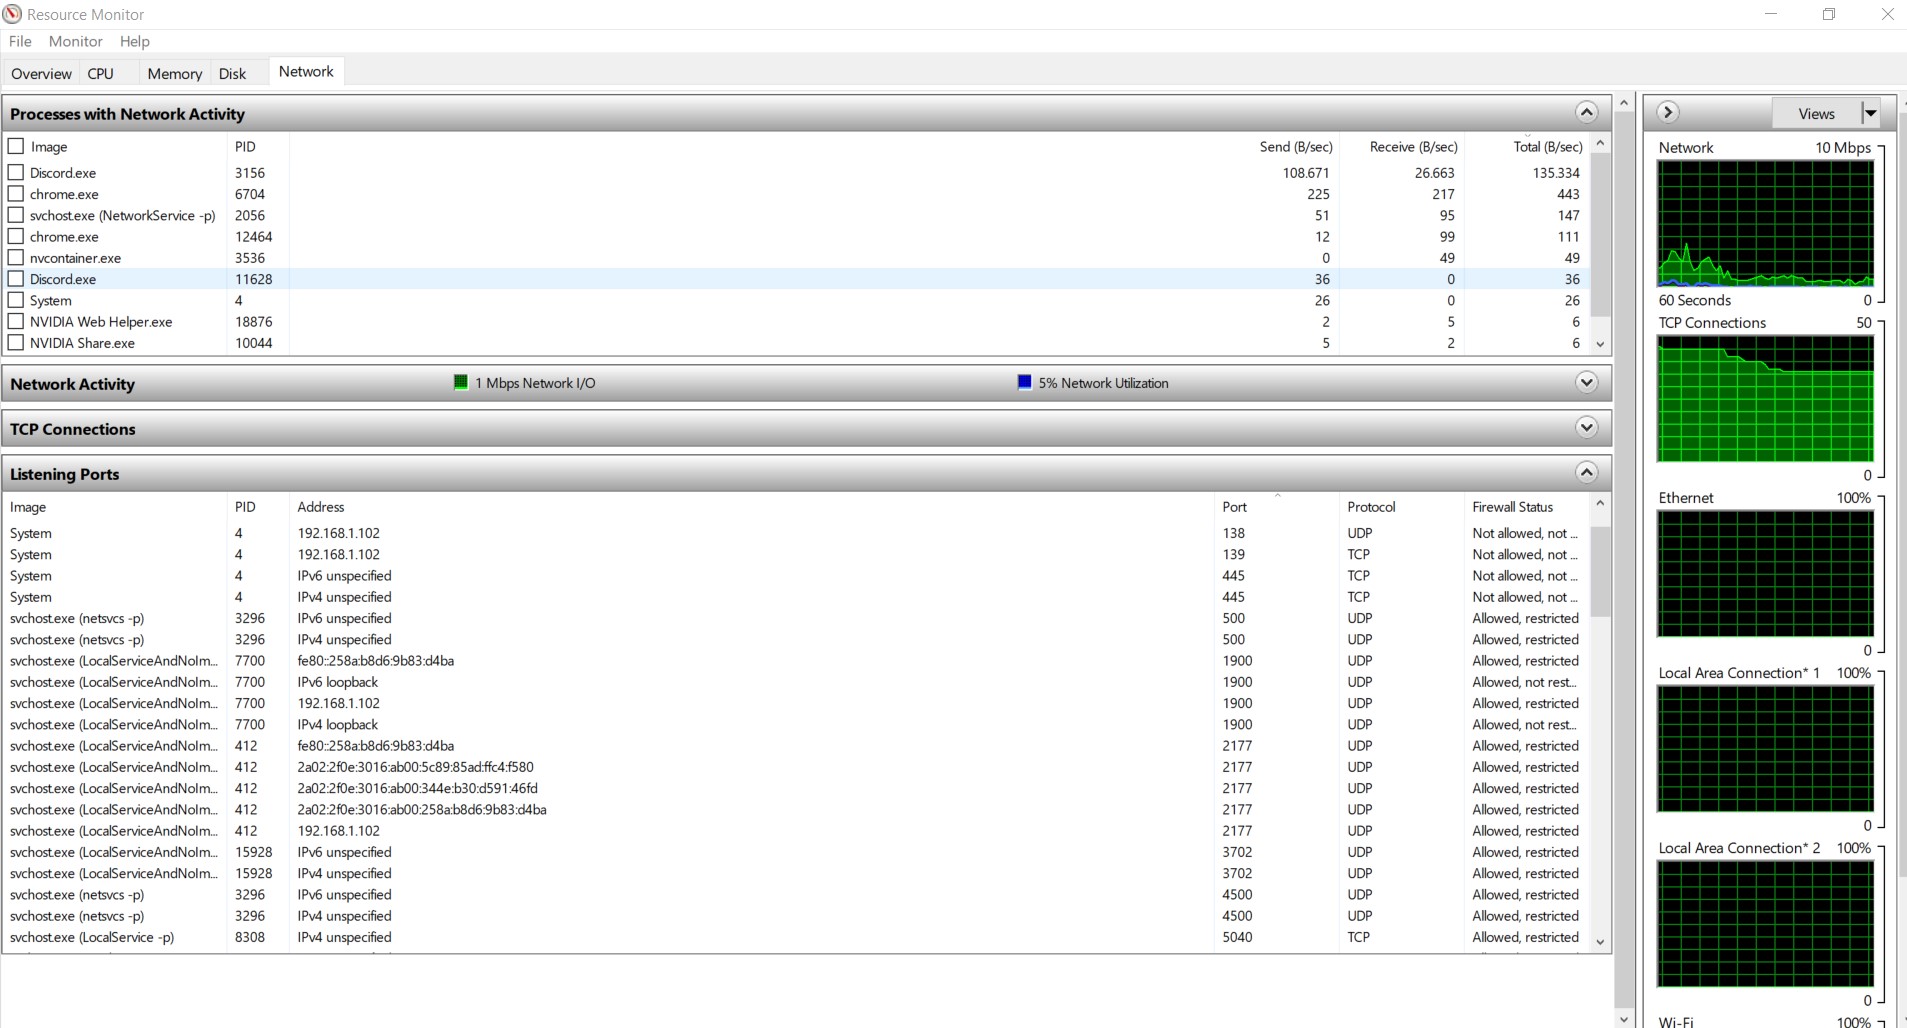 Resource Monitor
File Monitor Help
Overview CPU Memory Disk Network
Processes with Network Activity
Image PID Send (B/sec) Receive (B/sec) Total (B/sec)
Discord.exe 3156 108.671 26.663 135.334
chrome.exe 6704 225 217 443
svchost.exe (NetworkService -p) 2056 51 95 147
chrome.exe 12464 12 99 111
nvcontainer.exe 3536 0 49 49
Discord.exe 11628 36 0 36
System 4 26 0 26
NVIDIA Web Helper.exe 18876 2 5 6
NVIDIA Share.exe 10044 5 2 6
Network Activity 1 Mbps Network I/O 5% Network Utilization
TCP Connections
Listening Ports
Image PID Address Port Protocol Firewall Status
System 4 192.168.1.102 138 UDP Not allowed, not ...
System 4 192.168.1.102 139 TCP Not allowed, not ...
System 4 IPv6 unspecified 445 TCP Not allowed, not ...
System 4 IPv4 unspecified 445 TCP Not allowed, not ...
svchost.exe (netsvcs -p) 3296 IPv6 unspecified 500 UDP Allowed, restricted
svchost.exe (netsvcs -p) 3296 IPv4 unspecified 500 UDP Allowed, restricted
svchost.exe (LocalServiceAndNoIm... 7700 fe80::258a:b8d6:9b83:d4ba 1900 UDP Allowed, restricted
svchost.exe (LocalServiceAndNoIm... 7700 IPv6 loopback 1900 UDP Allowed, not rest...
svchost.exe (LocalServiceAndNoIm... 7700 192.168.1.102 1900 UDP Allowed, restricted
svchost.exe (LocalServiceAndNoIm... 7700 IPv4 loopback 1900 UDP Allowed, not rest...
svchost.exe (LocalServiceAndNoIm... 412 fe80::258a:b8d6:9b83:d4ba 2177 UDP Allowed, restricted
svchost.exe (LocalServiceAndNoIm... 412 2a02:2f0e:3016:ab00:5c89:85ad:ffc4:f580 2177 UDP Allowed, restricted
svchost.exe (LocalServiceAndNoIm... 412 2a02:2f0e:3016:ab00:344e:b30:d591:46fd 2177 UDP Allowed, restricted
svchost.exe (LocalServiceAndNoIm... 412 2a02:2f0e:3016:ab00:258a:b8d6:9b83:d4ba 2177 UDP Allowed, restricted
svchost.exe (LocalServiceAndNoIm... 412 192.168.1.102 2177 UDP Allowed, restricted
svchost.exe (LocalServiceAndNoIm... 15928 IPv6 unspecified 3702 UDP Allowed, restricted
svchost.exe (LocalServiceAndNoIm... 15928 IPv4 unspecified 3702 UDP Allowed, restricted
svchost.exe (netsvcs -p) 3296 IPv6 unspecified 4500 UDP Allowed, restricted
svchost.exe (netsvcs -p) 3296 IPv4 unspecified 4500 UDP Allowed, restricted
svchost.exe (LocalService -p) 8308 IPv4 unspecified 5040 TCP Allowed, restricted
Views
Network 10 Mbps
60 Seconds 0
TCP Connections 50
0
Ethernet 100%
0
Local Area Connection* 1 100%
0
Local Area Connection* 2 100%
0
Wi-Fi 100%